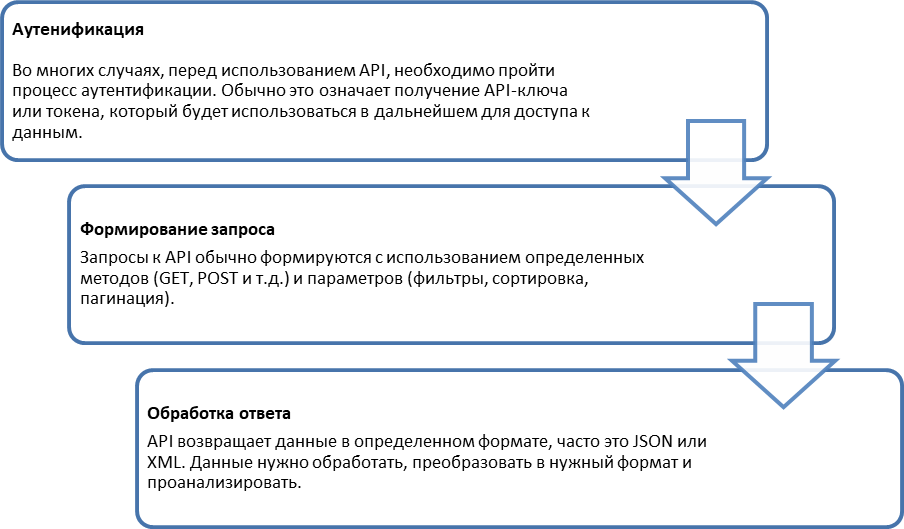 Аутенификация
Во многих случаях, перед использованием API, необходимо пройти
процесс аутентификации. Обычно это означает получение API-ключа
или токена, который будет использоваться в дальнейшем для доступа к
данным.
Формирование запроса
Запросы к API обычно формируются с использованием определенных
методов (GET, POST и т.д.) и параметров (фильтры, сортировка,
пагинация).
Обработка ответа
API возвращает данные в определенном формате, часто это JSON или
XML. Данные нужно обработать, преобразовать в нужный формат и
проанализировать.